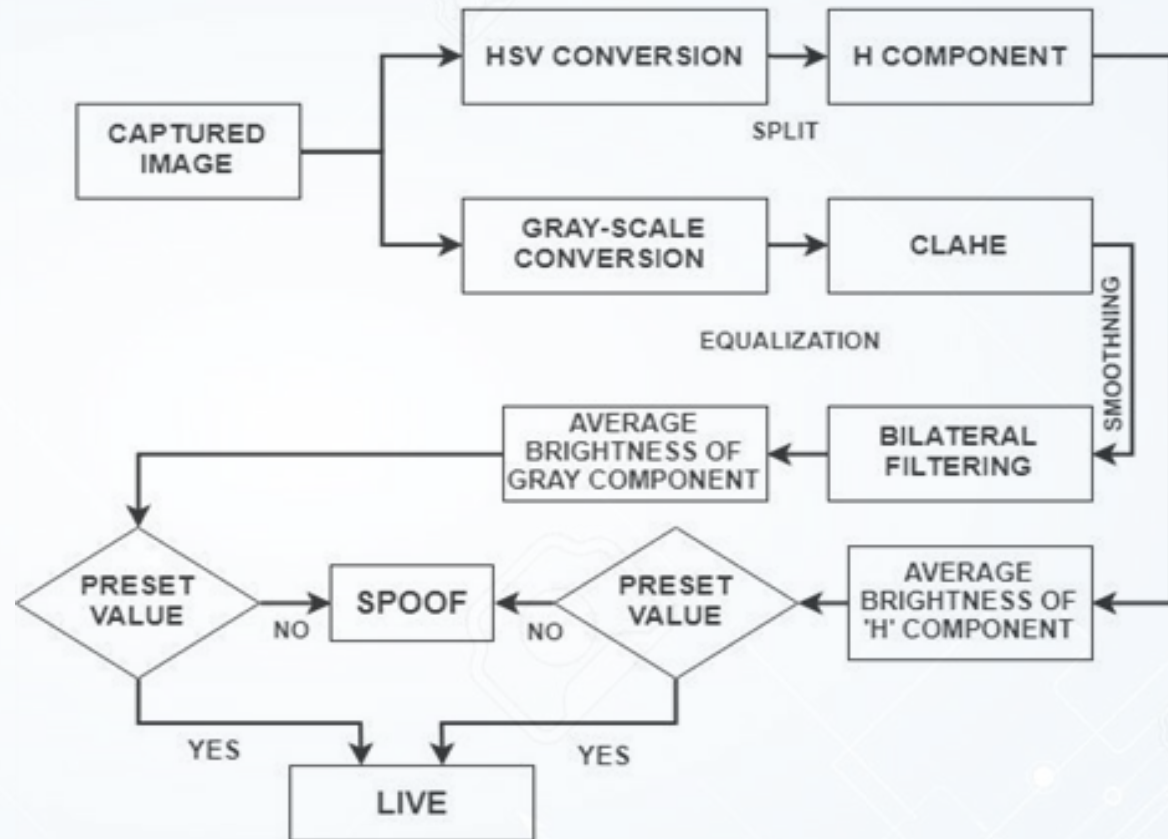 HSV CONVERSION
H COMPONENT
SPLIT
CAPTURED
IMAGE
GRAY-SCALE
CONVERSION
CLAHE
EQUALIZATION
SMOOTHNING
AVERAGE
BRIGHTNESS OF
GRAY COMPONENT
BILATERAL
FILTERING
PRESET
VALUE
NO
SPOOF
NO
PRESET
VALUE
AVERAGE
BRIGHTNESS OF
'H' COMPONENT
YES
YES
LIVE